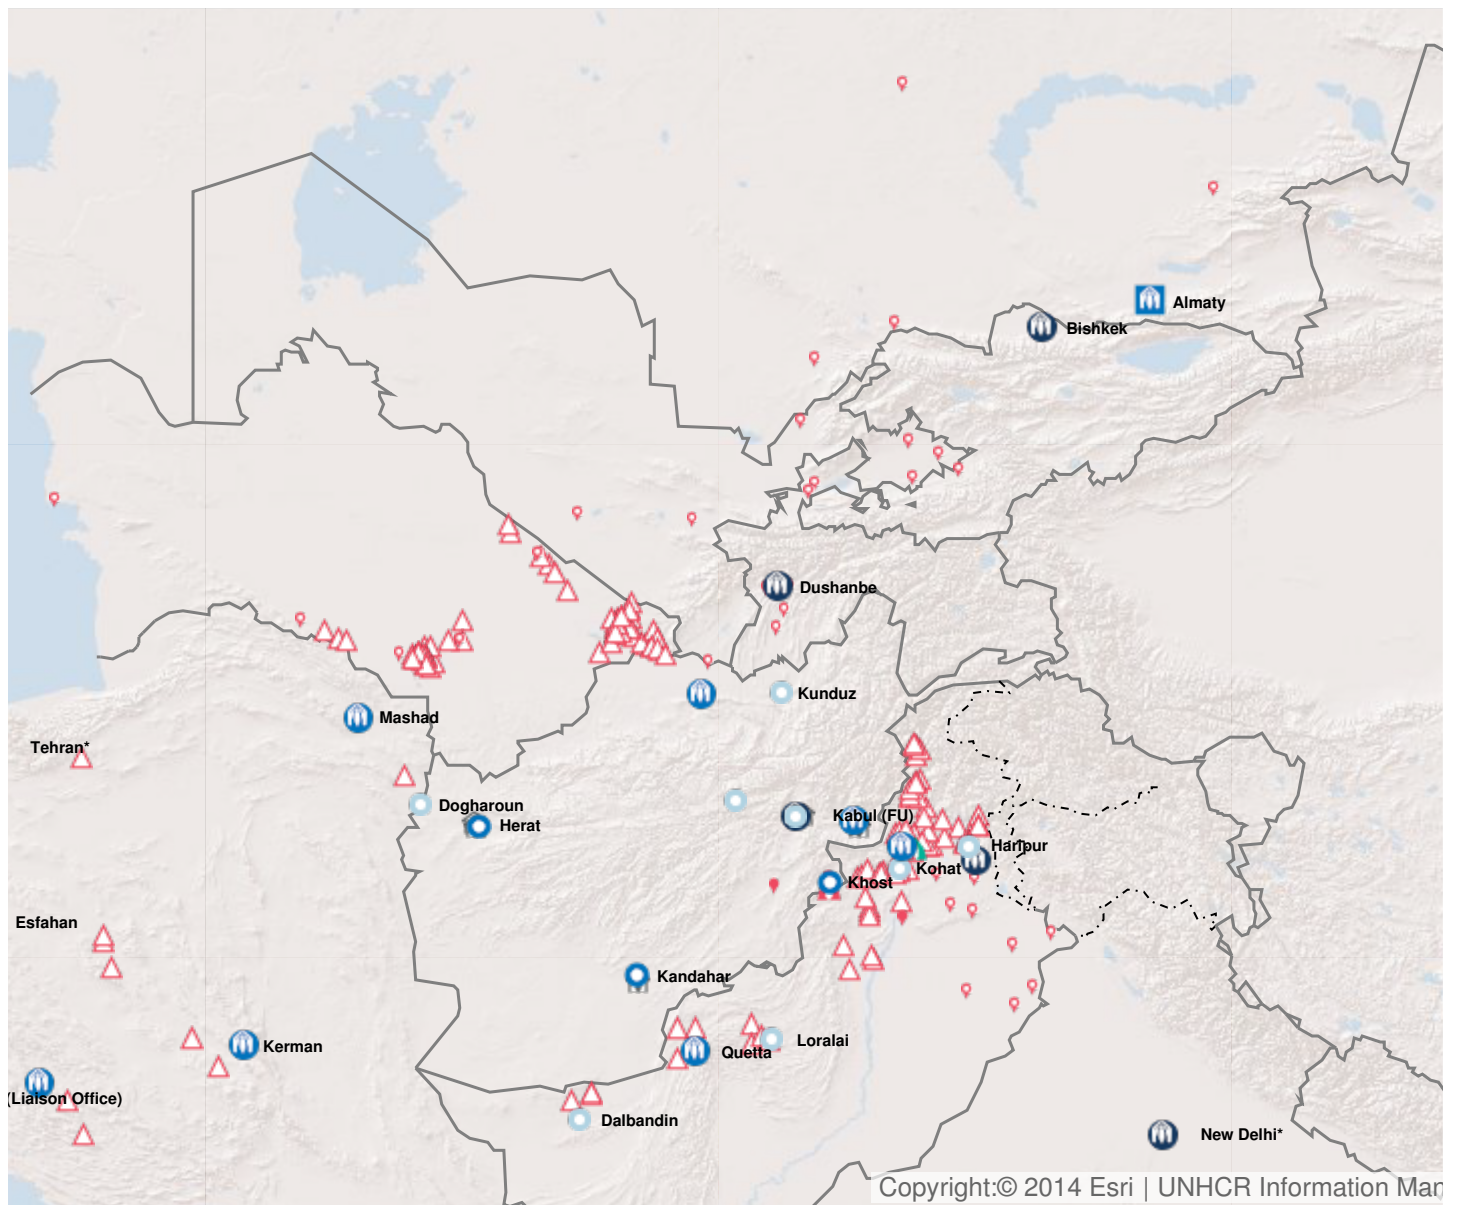 Almaty
Bishkek
Dushanbe
Kunduz
Mashad
Tehran*
Dogharoun
Herat
Kabul (FU)
Haripur
Kohat
Khost
Esfahan
Kandahar
Loralai
Kerman
Quetta
(Liaison Office)
Dalbandin
New Delhi*
Copyright:© 2014 Esri | UNHCR Information Man